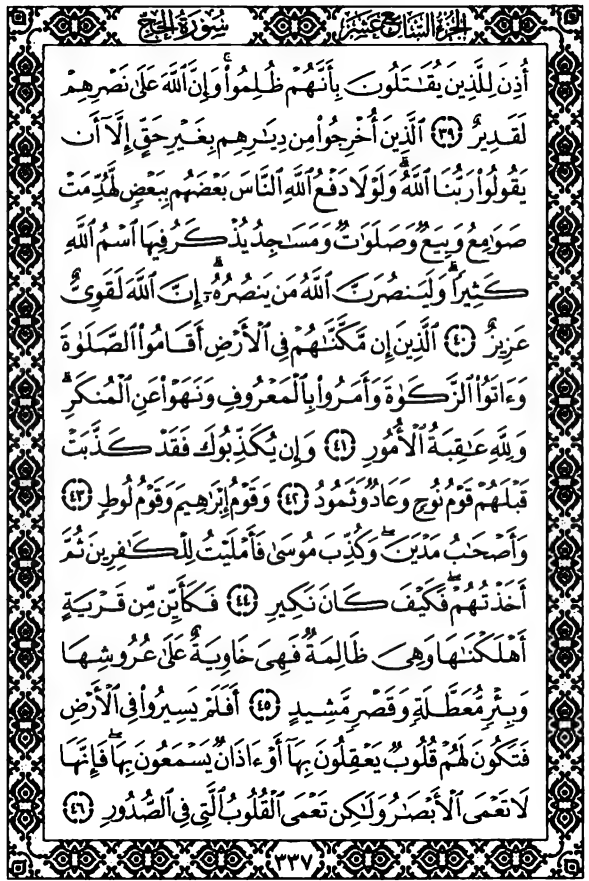 الجزء السابع عشر سورة الحج
أُذِنَ لِلَّذِينَ يُقَٰتَلُونَ بِأَنَّهُمْ ظُلِمُوا۟ ۚ وَإِنَّ ٱللَّهَ عَلَىٰ نَصْرِهِمْ
لَقَدِيرٌ ﴿٣٩﴾ ٱلَّذِينَ أُخْرِجُوا۟ مِن دِيَٰرِهِم بِغَيْرِ حَقٍّ إِلَّآ أَن
يَقُولُوا۟ رَبُّنَا ٱللَّهُ ۗ وَلَوْلَا دَفْعُ ٱللَّهِ ٱلنَّاسَ بَعْضَهُم بِبَعْضٍ لَّهُدِّمَتْ
صَوَٰمِعُ وَبِيَعٌ وَصَلَوَٰتٌ وَمَسَٰجِدُ يُذْكَرُ فِيهَا ٱسْمُ ٱللَّهِ
كَثِيرًا ۗ وَلَيَنصُرَنَّ ٱللَّهُ مَن يَنصُرُهُۥٓ ۗ إِنَّ ٱللَّهَ لَقَوِىٌّ
عَزِيزٌ ﴿٤٠﴾ ٱلَّذِينَ إِن مَّكَّنَّٰهُمْ فِى ٱلْأَرْضِ أَقَامُوا۟ ٱلصَّلَوٰةَ
وَءَاتَوُا۟ ٱلزَّكَوٰةَ وَأَمَرُوا۟ بِٱلْمَعْرُوفِ وَنَهَوْا۟ عَنِ ٱلْمُنكَرِ ۗ
وَلِلَّهِ عَٰقِبَةُ ٱلْأُمُورِ ﴿٤١﴾ وَإِن يُكَذِّبُوكَ فَقَدْ كَذَّبَتْ
قَبْلَهُمْ قَوْمُ نُوحٍ وَعَادٌ وَثَمُودُ ﴿٤٢﴾ وَقَوْمُ إِبْرَٰهِيمَ وَقَوْمُ لُوطٍ ﴿٤٣﴾
وَأَصْحَٰبُ مَدْيَنَ ۖ وَكُذِّبَ مُوسَىٰ فَأَمْلَيْتُ لِلْكَٰفِرِينَ ثُمَّ
أَخَذْتُهُمْ ۖ فَكَيْفَ كَانَ نَكِيرِ ﴿٤٤﴾ فَكَأَيِّن مِّن قَرْيَةٍ
أَهْلَكْنَٰهَا وَهِىَ ظَالِمَةٌ فَهِىَ خَاوِيَةٌ عَلَىٰ عُرُوشِهَا
وَبِئْرٍ مُّعَطَّلَةٍ وَقَصْرٍ مَّشِيدٍ ﴿٤٥﴾ أَفَلَمْ يَسِيرُوا۟ فِى ٱلْأَرْضِ
فَتَكُونَ لَهُمْ قُلُوبٌ يَعْقِلُونَ بِهَآ أَوْ ءَاذَانٌ يَسْمَعُونَ بِهَا ۖ فَإِنَّهَا
لَا تَعْمَى ٱلْأَبْصَٰرُ وَلَٰكِن تَعْمَى ٱلْقُلُوبُ ٱلَّتِى فِى ٱلصُّدُورِ ﴿٤٦﴾
٣٣٧